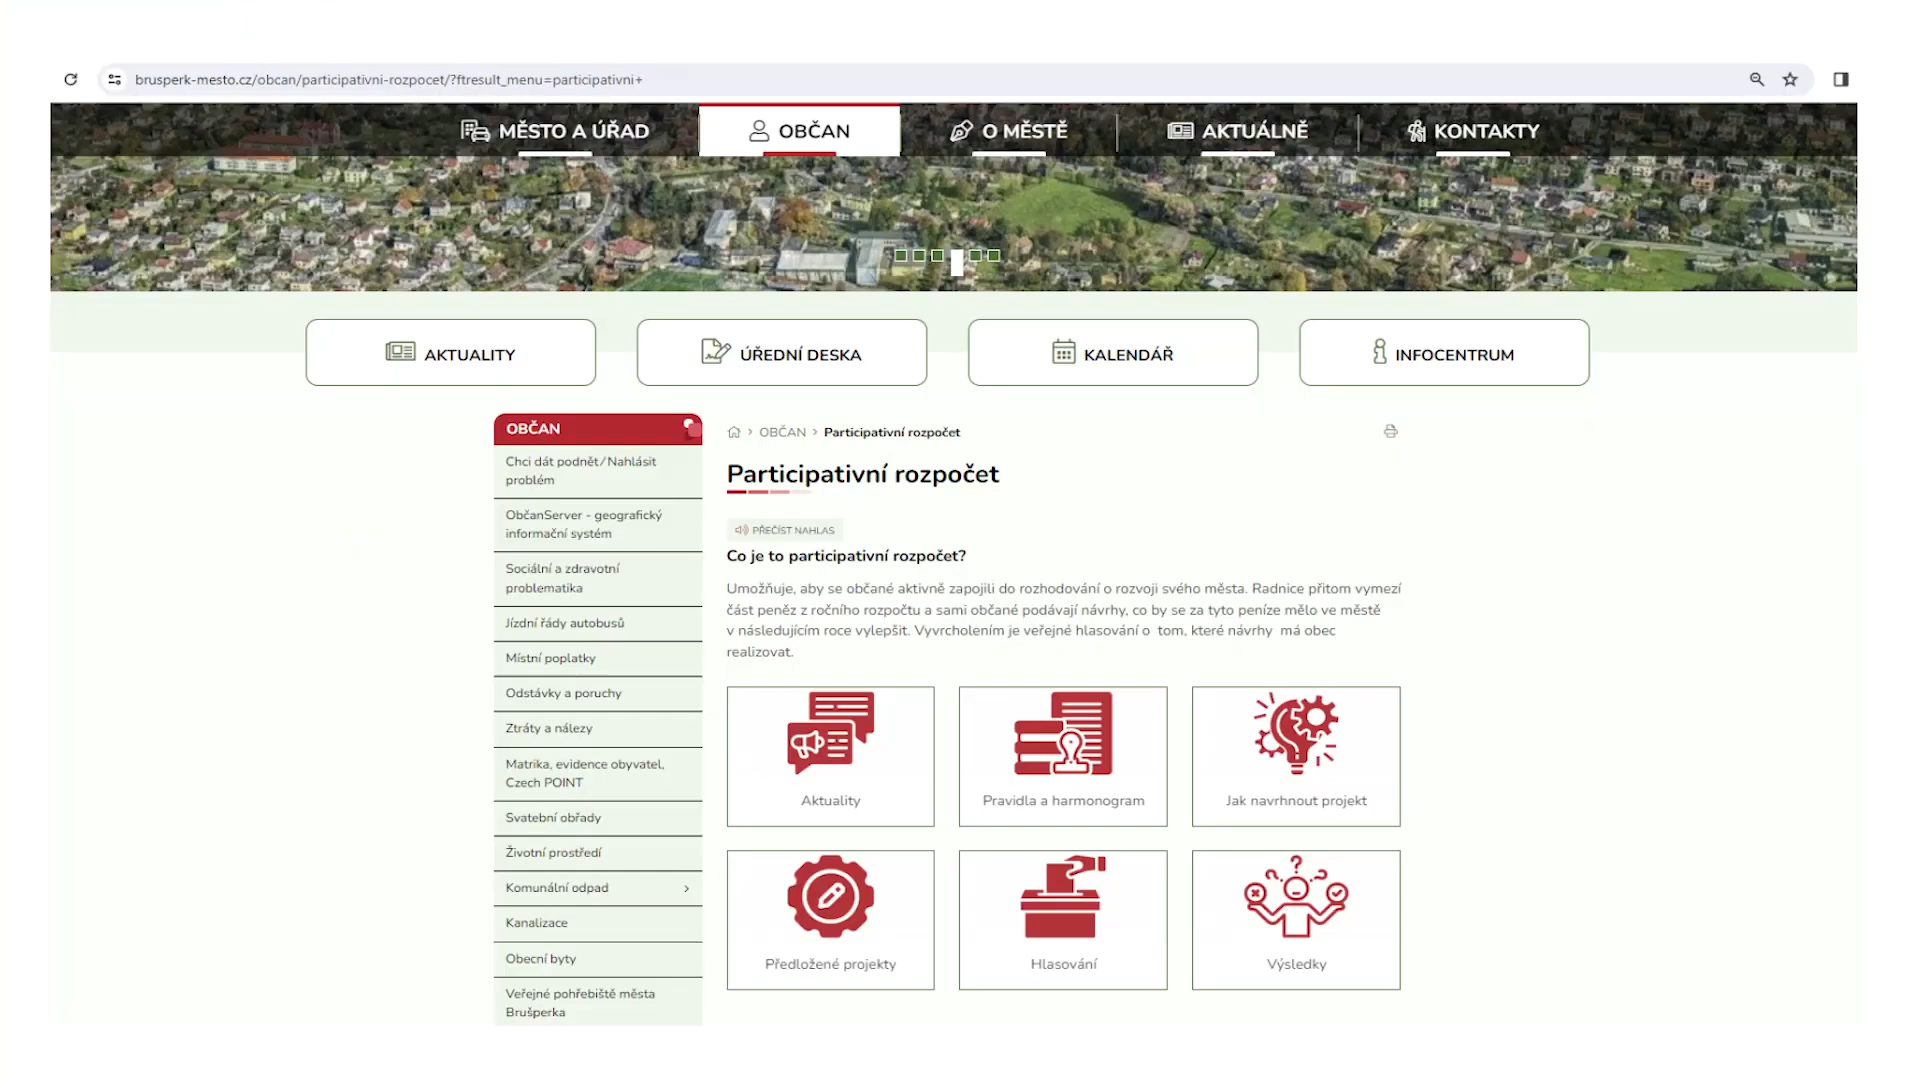 brusperk-mesto.cz/obcan/participativni-rozpocet/?ftresult_menu=participativni+
MĚSTO A ÚŘAD
OBČAN
O MĚSTĚ
AKTUÁLNĚ
KONTAKTY
AKTUALITY
ÚŘEDNÍ DESKA
KALENDÁŘ
INFOCENTRUM
OBČAN
Chci dát podnět/Nahlásit
problém
ObčanServer - geografický
informační systém
Sociální a zdravotní
problematika
Jízdní řády autobusů
Místní poplatky
Odstávky a poruchy
Ztráty a nálezy
Matrika, evidence obyvatel,
Czech POINT
Svatební obřady
Životní prostředí
Komunální odpad
Kanalizace
Obecní byty
Veřejné pohřebiště města
Brušperka
OBČAN > Participativní rozpočet
Participativní rozpočet
PŘEČÍST NAHLAS
Co je to participativní rozpočet?
Umožňuje, aby se občané aktivně zapojili do rozhodování o rozvoji svého města. Radnice přitom vymezí
část peněz z ročního rozpočtu a sami občané podávají návrhy, co by se za tyto peníze mělo ve městě
v následujícím roce vylepšit. Vyvrcholením je veřejné hlasování o tom, které návrhy má obec
realizovat.
Aktuality
Pravidla a harmonogram
Jak navrhnout projekt
Předložené projekty
Hlasování
Výsledky